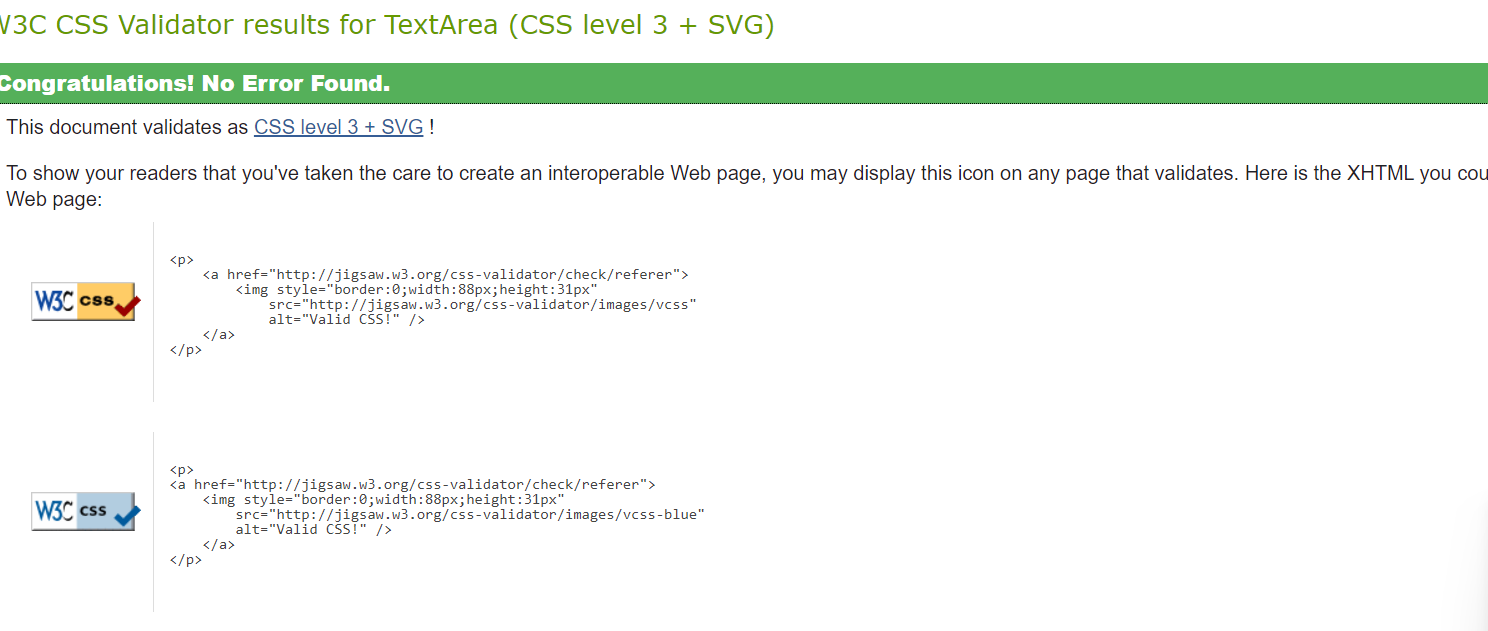 W3C CSS Validator results for TextArea (CSS level 3 + SVG)
Congratulations! No Error Found.
This document validates as CSS level 3 + SVG !
To show your readers that you've taken the care to create an interoperable Web page, you may display this icon on any page that validates. Here is the XHTML you
Web page:
<p>
<a href="http://jigsaw.w3.org/css-validator/check/referer">
<img style="border:0;width:88px;height:31px"
W3C css
src="http://jigsaw.w3.org/css-validator/images/vcss"
alt="Valid CSS!" />
</a>
</p>
<p>
<a href="http://jigsaw.w3.org/css-validator/check/referer">
<img style="border:0;width:88px;height:31px"
W3C css
src="http://jigsaw.w3.org/css-validator/images/vcss-blue"
alt="Valid CSS!" />
</a>
</p>